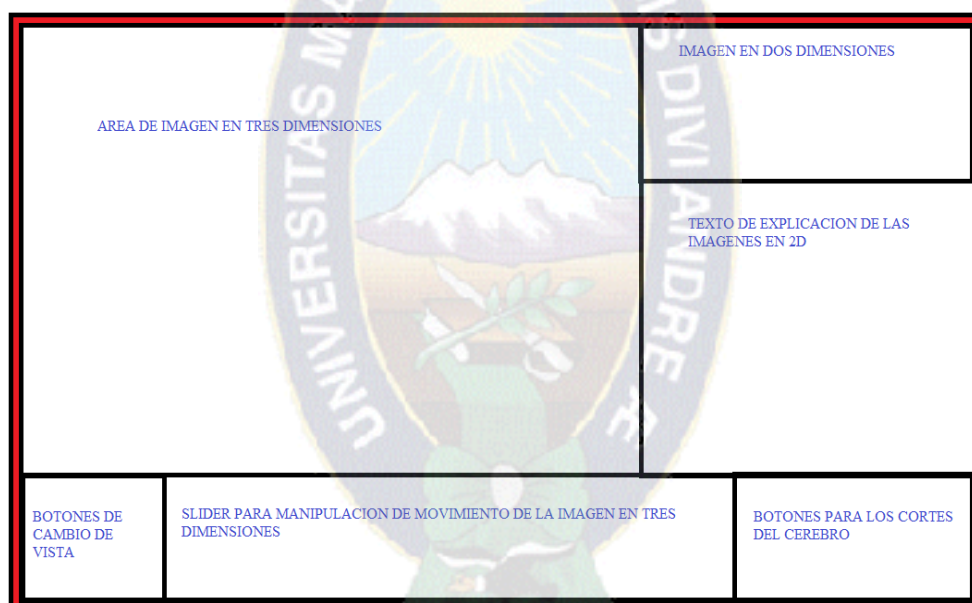 IMAGEN EN DOS DIMENSIONES
AREA DE IMAGEN EN TRES DIMENSIONES
TEXTO DE EXPLICACION DE LAS
IMAGENES EN 2D
BOTONES DE
CAMBIO DE
VISTA
SLIDER PARA MANIPULACION DE MOVIMIENTO DE LA IMAGEN EN TRES
DIMENSIONES
BOTONES PARA LOS CORTES
DEL CEREBRO
UNIVERSITAS
DIVI ANDRE Æ